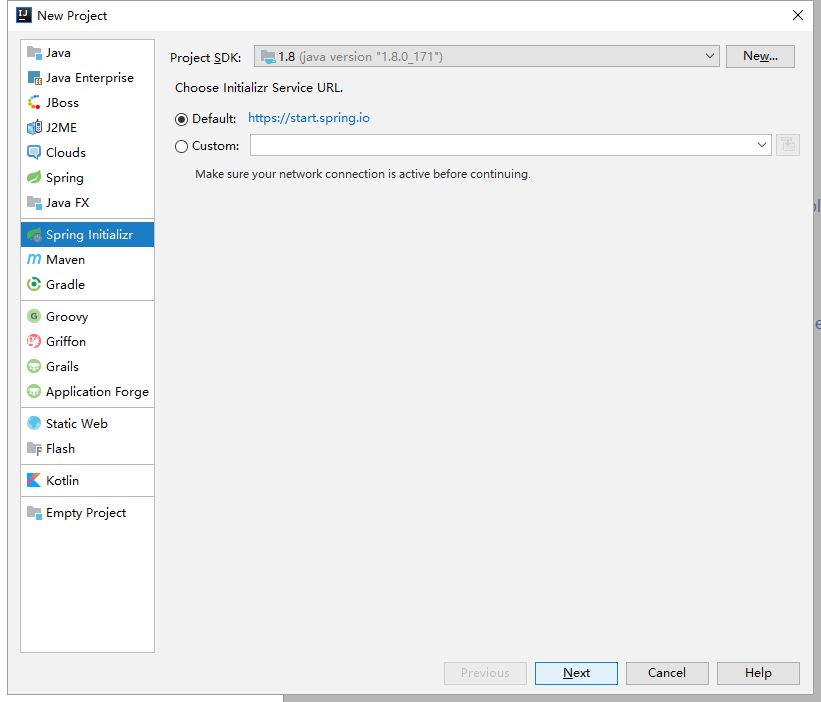 New Project
Java
Java Enterprise
JBoss
J2ME
Clouds
Spring
Java FX
Spring Initializr
Maven
Gradle
Groovy
Griffon
Grails
Application Forge
Static Web
Flash
Kotlin
Empty Project
Project SDK: 1.8 (java version "1.8.0_171") New...
Choose Initializr Service URL.
Default: https://start.spring.io
Custom:
Make sure your network connection is active before continuing.
Previous Next Cancel Help